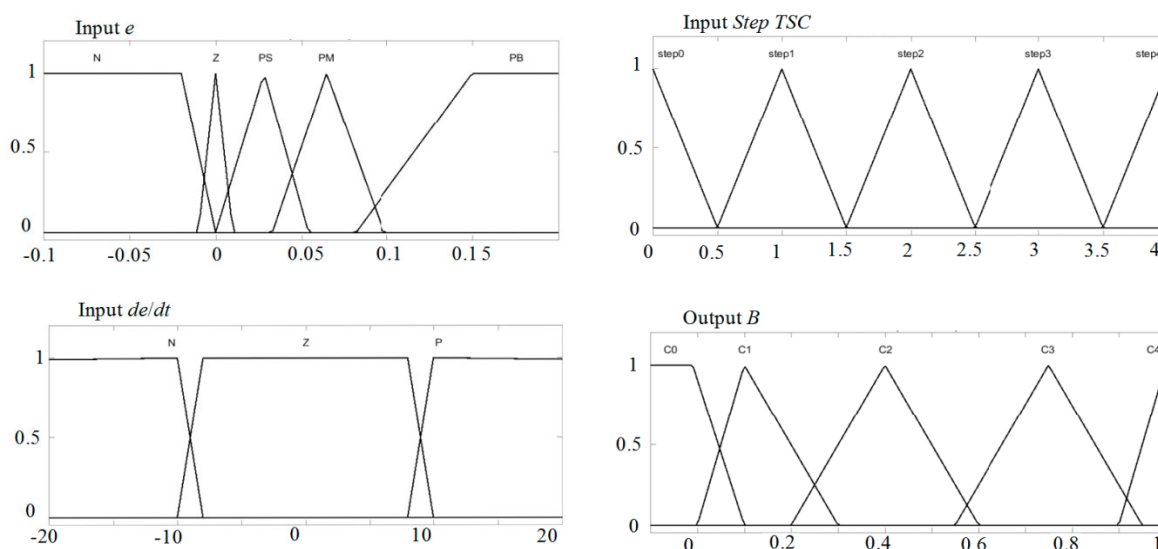 Input e
N Z PS PM PB
1
0.5
0
-0.1 -0.05 0 0.05 0.1 0.15
Input Step TSC
step0 step1 step2 step3 step4
1
0.5
0
0 0.5 1 1.5 2 2.5 3 3.5 4
Input de/dt
N Z P
1
0.5
0
-20 -10 0 10 20
Output B
C0 C1 C2 C3 C4
1
0.5
0
0 0.2 0.4 0.6 0.8 1